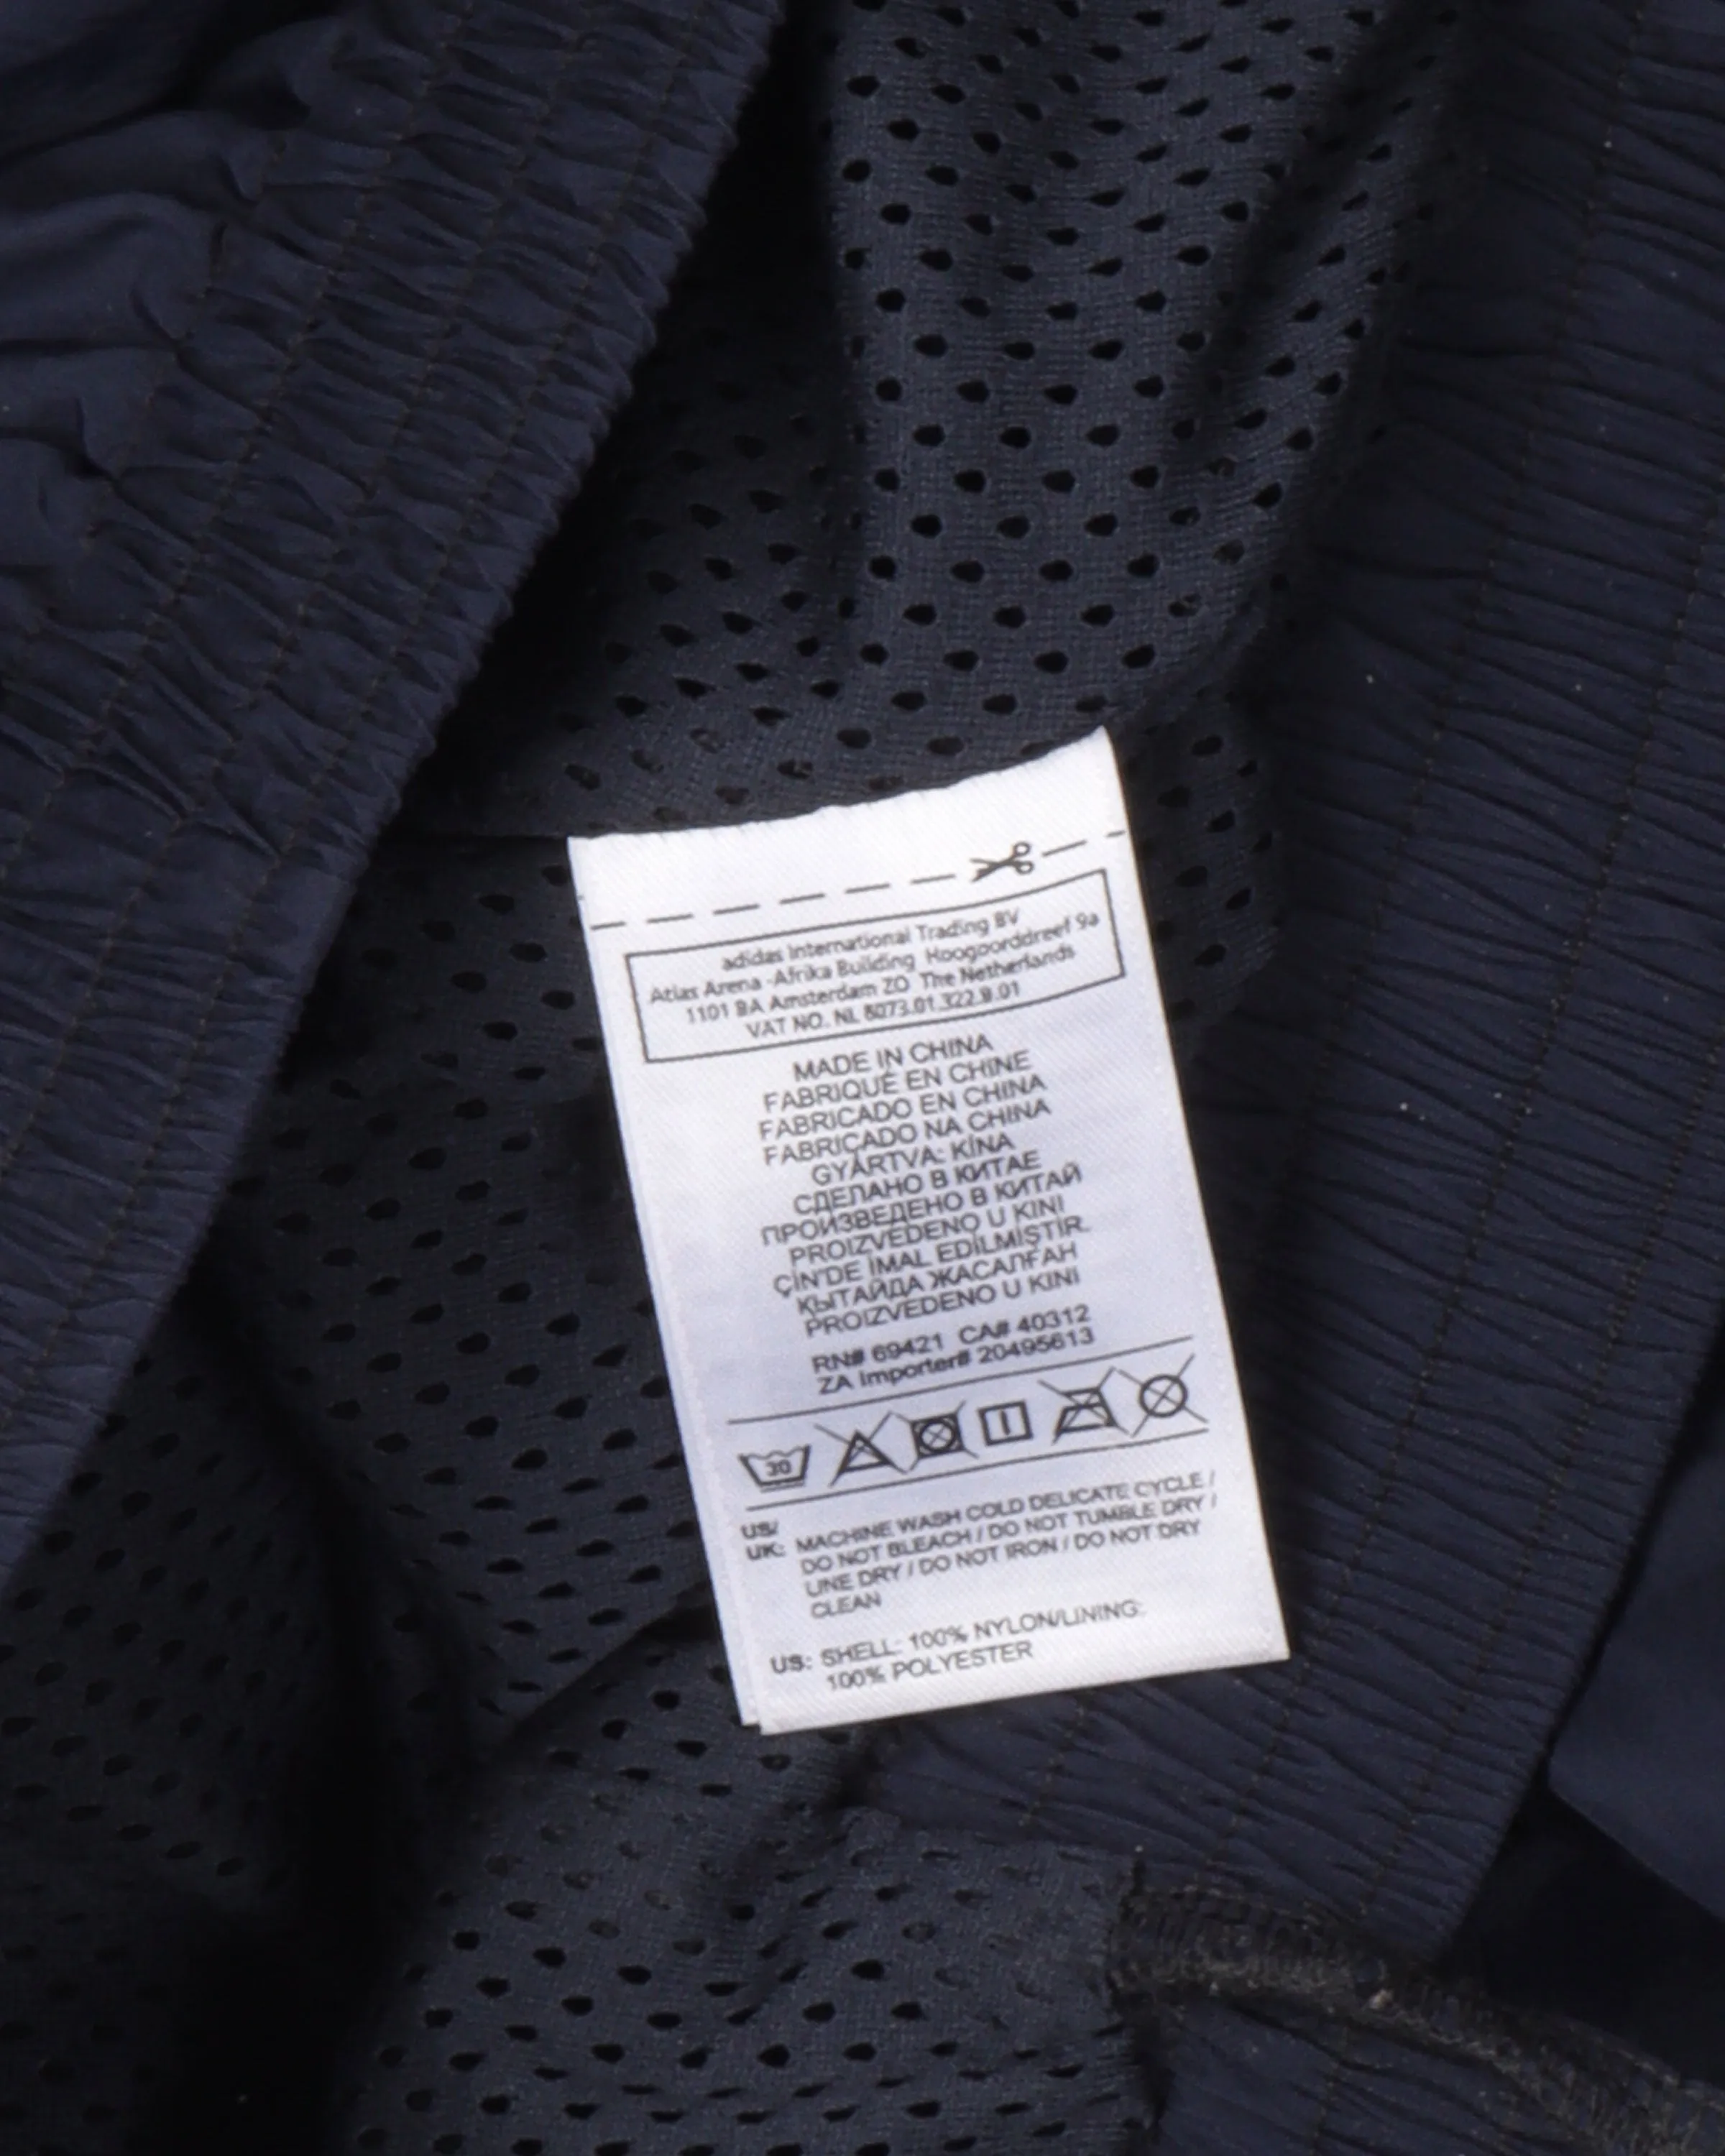 adidas International Trading BV
Atlas Arena -Afrika Building Hoogoorddreef 9a
1101 BA Amsterdam ZO The Netherlands
VAT NO. NL 8073.01.322.B.01
MADE IN CHINA
FABRIQUÉ EN CHINE
FABRICADO EN CHINA
FABRICADO NA CHINA
GYÁRTVA: KÍNA
СДЕЛАНО В КИТАЕ
ПРОИЗВЕДЕНО В КИТАЙ
PROIZVEDENO U KINI
ÇİN'DE İMAL EDİLMİŞTİR.
ҚЫТАЙДА ЖАСАЛҒАН
PROIZVEDENO U KINI
RN# 69421 CA# 40312
ZA Importer# 20495613
30
US/
UK: MACHINE WASH COLD DELICATE CYCLE /
DO NOT BLEACH / DO NOT TUMBLE DRY /
LINE DRY / DO NOT IRON / DO NOT DRY
CLEAN
US: SHELL: 100% NYLON/LINING:
100% POLYESTER